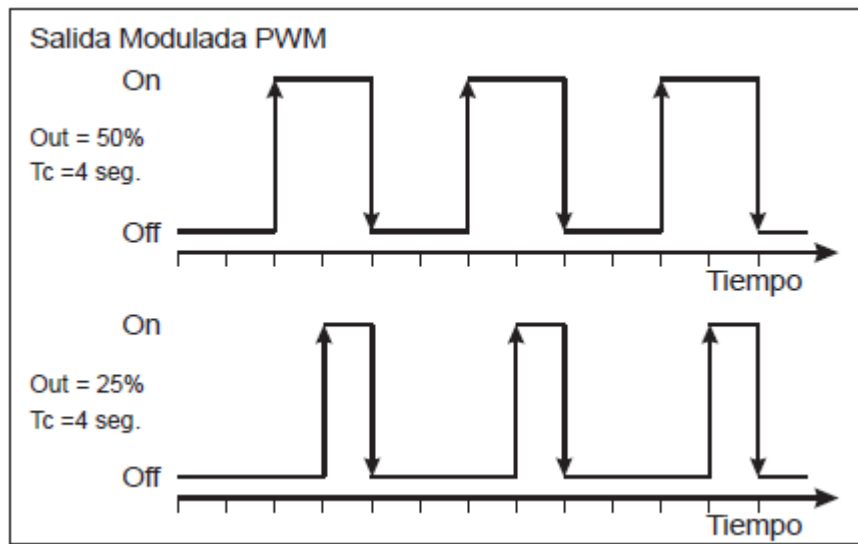 Salida Modulada PWM
On
Out = 50%
Tc =4 seg.
Off
Tiempo
On
Out = 25%
Tc =4 seg.
Off
Tiempo